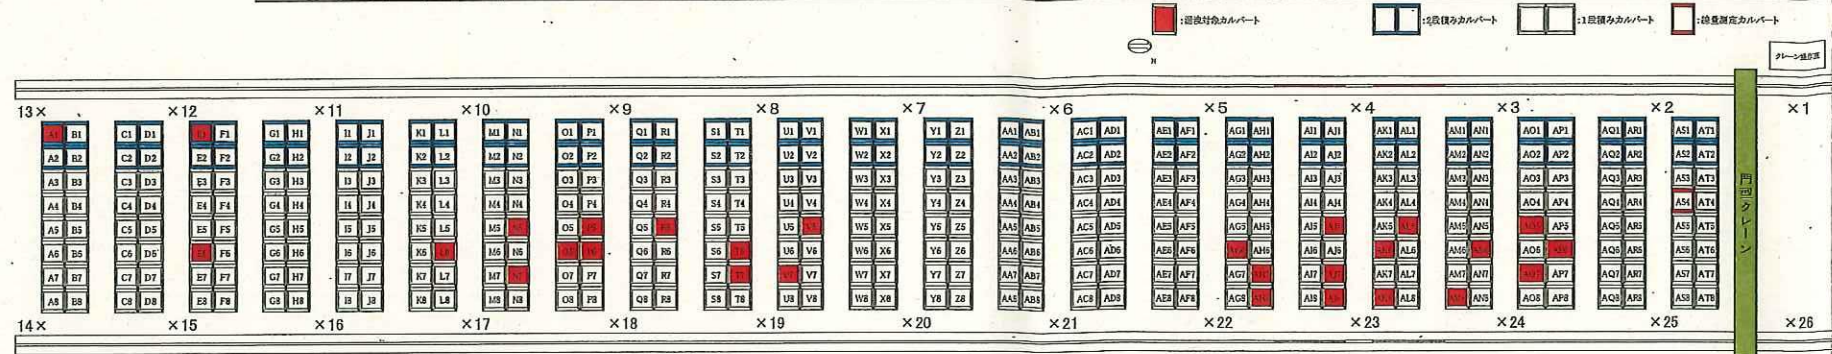 :2段積みカルバート
:1段積みカルバート
:線量測定カルバート
N
13× ×12 ×11 ×10 ×9 ×8 ×7 ×6 ×5 ×4 ×3 ×2 ×1
A1 B1 C1 D1 E1 F1 G1 H1 I1 J1 K1 L1 M1 N1 O1 P1 Q1 R1 S1 T1 U1 V1 W1 X1 Y1 Z1 AA1 AB1 AC1 AD1 AE1 AF1 AG1 AH1 AI1 AJ1 AK1 AL1 AM1 AN1 AO1 AP1 AQ1 AR1 AS1 AT1
A2 B2 C2 D2 E2 F2 G2 H2 I2 J2 K2 L2 M2 N2 O2 P2 Q2 R2 S2 T2 U2 V2 W2 X2 Y2 Z2 AA2 AB2 AC2 AD2 AE2 AF2 AG2 AH2 AI2 AJ2 AK2 AL2 AM2 AN2 AO2 AP2 AQ2 AR2 AS2 AT2
A3 B3 C3 D3 E3 F3 G3 H3 I3 J3 K3 L3 M3 N3 O3 P3 Q3 R3 S3 T3 U3 V3 W3 X3 Y3 Z3 AA3 AB3 AC3 AD3 AE3 AF3 AG3 AH3 AI3 AJ3 AK3 AL3 AM3 AN3 AO3 AP3 AQ3 AR3 AS3 AT3
A4 B4 C4 D4 E4 F4 G4 H4 I4 J4 K4 L4 M4 N4 O4 P4 Q4 R4 S4 T4 U4 V4 W4 X4 Y4 Z4 AA4 AB4 AC4 AD4 AE4 AF4 AG4 AH4 AI4 AJ4 AK4 AL4 AM4 AN4 AO4 AP4 AQ4 AR4 AS4 AT4
A5 B5 C5 D5 E5 F5 G5 H5 I5 J5 K5 L5 M5 O5 Q5 S5 T5 U5 W5 X5 Y5 Z5 AA5 AB5 AC5 AD5 AE5 AF5 AG5 AH5 AI5 AK5 AM5 AN5 AP5 AQ5 AR5 AS5 AT5
A6 B6 C6 D6 F6 G6 H6 I6 J6 K6 M6 N6 Q6 R6 S6 U6 V6 W6 X6 Y6 Z6 AA6 AB6 AC6 AD6 AE6 AF6 AH6 AI6 AJ6 AL6 AM6 AO6 AQ6 AR6 AS6 AT6
A7 B7 C7 D7 E7 F7 G7 H7 I7 J7 K7 L7 M7 O7 P7 Q7 R7 S7 V7 W7 X7 Y7 Z7 AA7 AB7 AC7 AD7 AE7 AF7 AG7 AI7 AK7 AL7 AM7 AN7 AP7 AQ7 AR7 AS7 AT7
A8 B8 C8 D8 E8 F8 G8 H8 I8 J8 K8 L8 M8 N8 O8 P8 Q8 R8 S8 T8 U8 V8 W8 X8 Y8 Z8 AA8 AB8 AC8 AD8 AE8 AF8 AG8 AI8 AL8 AN8 AO8 AP8 AQ8 AR8 AS8 AT8
門型クレーン
14× ×15 ×16 ×17 ×18 ×19 ×20 ×21 ×22 ×23 ×24 ×25 ×26